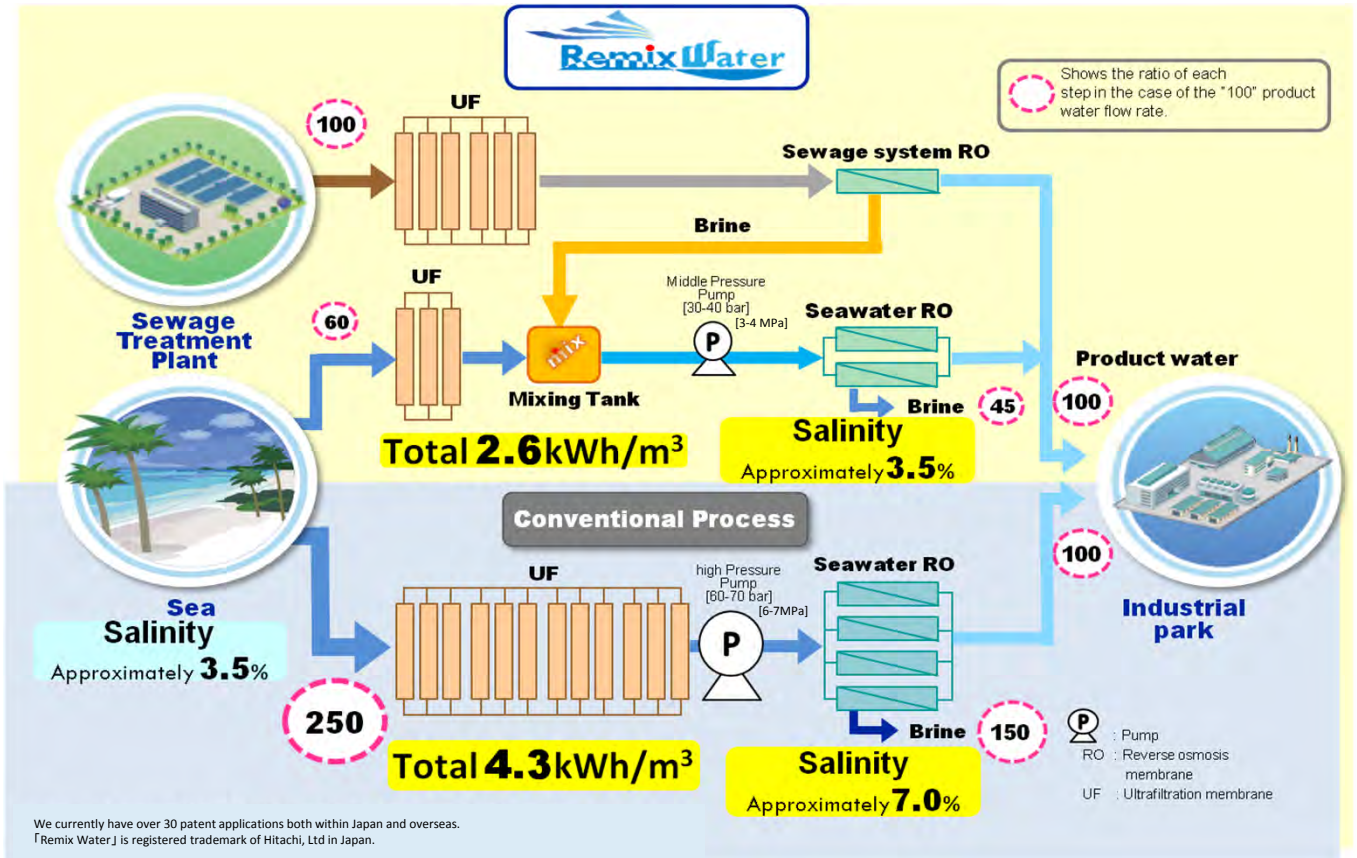 Remix Water
Shows the ratio of each
step in the case of the "100" product
water flow rate.
UF
100
Sewage system RO
Brine
UF
Middle Pressure
Pump
[30-40 bar]
[3-4 MPa]
Seawater RO
60
P
mix
Sewage
Treatment
Plant
Mixing Tank
Product water
Brine
45
100
Total 2.6kWh/m³
Salinity
Approximately 3.5%
Conventional Process
UF
high Pressure
Pump
[60-70 bar]
[6-7MPa]
Seawater RO
100
P
Sea
Salinity
Approximately 3.5%
Industrial
park
250
Brine
150
Total 4.3kWh/m³
Salinity
Approximately 7.0%
P : Pump
RO : Reverse osmosis
membrane
UF : Ultrafiltration membrane
We currently have over 30 patent applications both within Japan and overseas.
｢Remix Water｣ is registered trademark of Hitachi, Ltd in Japan.